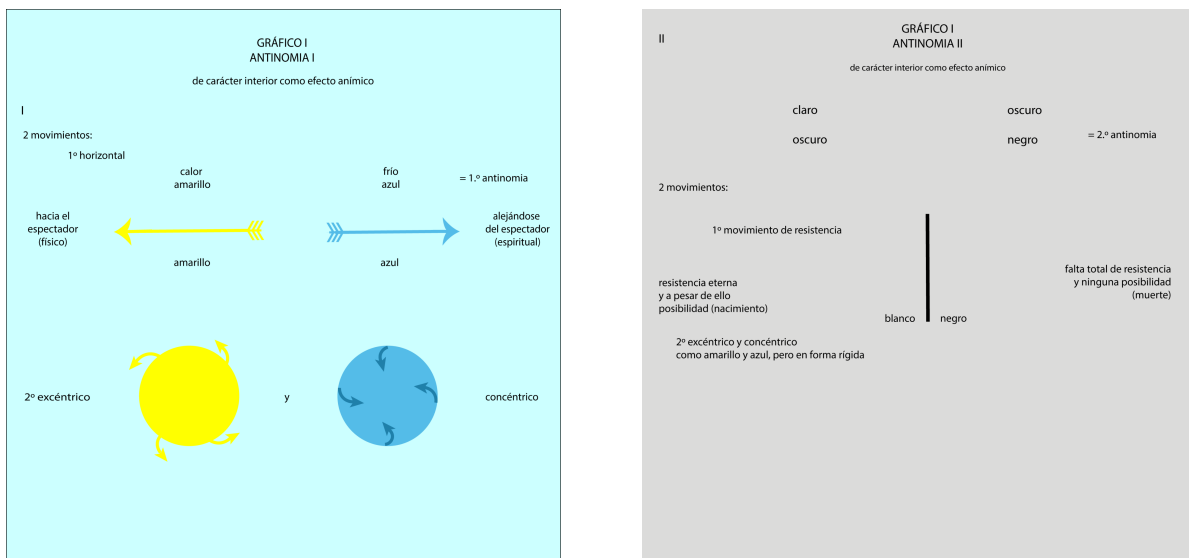 GRÁFICO I
ANTINOMIA I
de carácter interior como efecto anímico
I
2 movimientos:
1º horizontal
calor
amarillo
frío
azul
= 1.º antinomia
hacia el
espectador
(físico)
alejándose
del espectador
(espiritual)
amarillo
azul
2º excéntrico
y
concéntrico
II
GRÁFICO I
ANTINOMIA II
de carácter interior como efecto anímico
claro
oscuro
oscuro
negro
= 2.º antinomia
2 movimientos:
1º movimiento de resistencia
resistencia eterna
y a pesar de ello
posibilidad (nacimiento)
falta total de resistencia
y ninguna posibilidad
(muerte)
blanco
negro
2º excéntrico y concéntrico
como amarillo y azul, pero en forma rígida